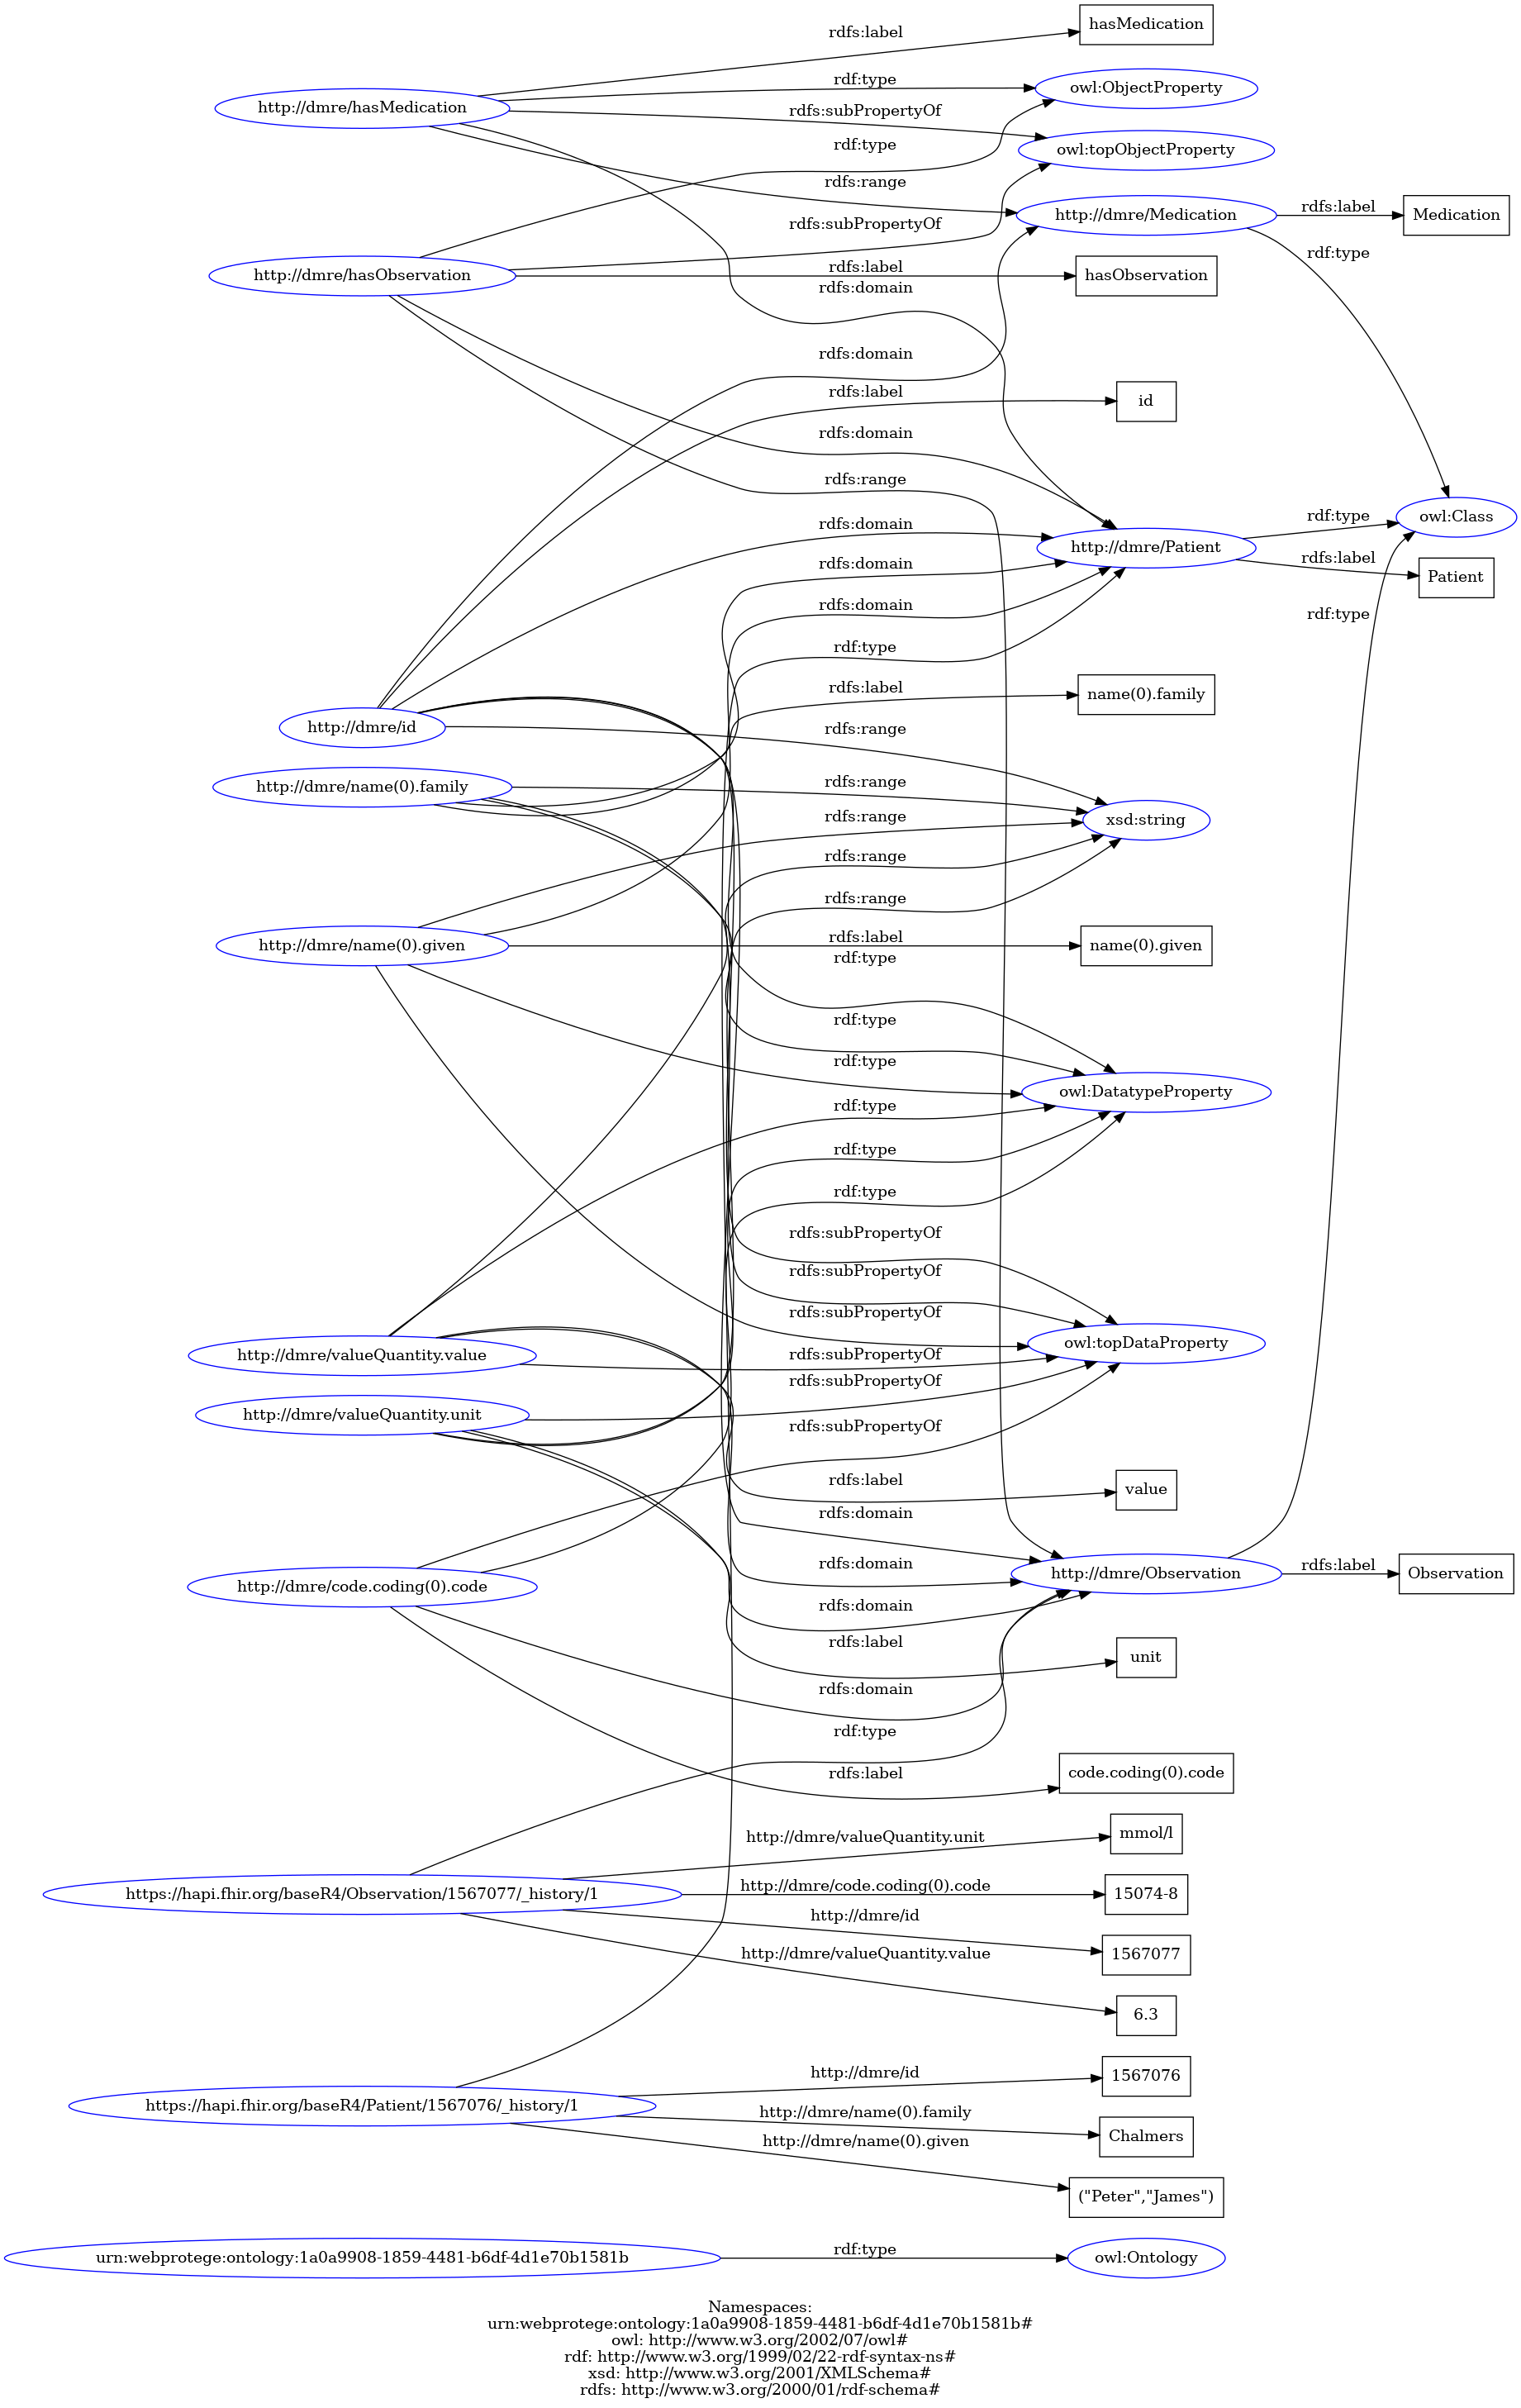 hasMedication
rdfs:label
http://dmre/hasMedication
rdf:type
owl:ObjectProperty
rdfs:subPropertyOf
rdf:type
owl:topObjectProperty
rdfs:range
rdfs:label
Medication
http://dmre/Medication
rdfs:subPropertyOf
rdf:type
http://dmre/hasObservation
rdfs:label
hasObservation
rdfs:domain
rdfs:domain
rdfs:label
id
rdfs:domain
rdfs:range
rdfs:domain
rdf:type
owl:Class
http://dmre/Patient
rdfs:label
Patient
rdfs:domain
rdfs:domain
rdf:type
rdf:type
rdfs:label
name(0).family
http://dmre/id
rdfs:range
http://dmre/name(0).family
rdfs:range
rdfs:range
xsd:string
rdfs:range
rdfs:range
http://dmre/name(0).given
rdfs:label
name(0).given
rdf:type
rdf:type
rdf:type
owl:DatatypeProperty
rdf:type
rdf:type
rdf:type
rdfs:subPropertyOf
rdfs:subPropertyOf
rdfs:subPropertyOf
owl:topDataProperty
http://dmre/valueQuantity.value
rdfs:subPropertyOf
rdfs:subPropertyOf
http://dmre/valueQuantity.unit
rdfs:subPropertyOf
rdfs:label
value
rdfs:domain
rdfs:domain
http://dmre/Observation
rdfs:label
Observation
http://dmre/code.coding(0).code
rdfs:domain
rdfs:label
unit
rdfs:domain
rdf:type
rdfs:label
code.coding(0).code
http://dmre/valueQuantity.unit
mmol/l
https://hapi.fhir.org/baseR4/Observation/1567077/_history/1
http://dmre/code.coding(0).code
15074-8
http://dmre/id
1567077
http://dmre/valueQuantity.value
6.3
http://dmre/id
1567076
https://hapi.fhir.org/baseR4/Patient/1567076/_history/1
http://dmre/name(0).family
Chalmers
http://dmre/name(0).given
("Peter","James")
urn:webprotege:ontology:1a0a9908-1859-4481-b6df-4d1e70b1581b
rdf:type
owl:Ontology
Namespaces:
urn:webprotege:ontology:1a0a9908-1859-4481-b6df-4d1e70b1581b#
owl: http://www.w3.org/2002/07/owl#
rdf: http://www.w3.org/1999/02/22-rdf-syntax-ns#
xsd: http://www.w3.org/2001/XMLSchema#
rdfs: http://www.w3.org/2000/01/rdf-schema#